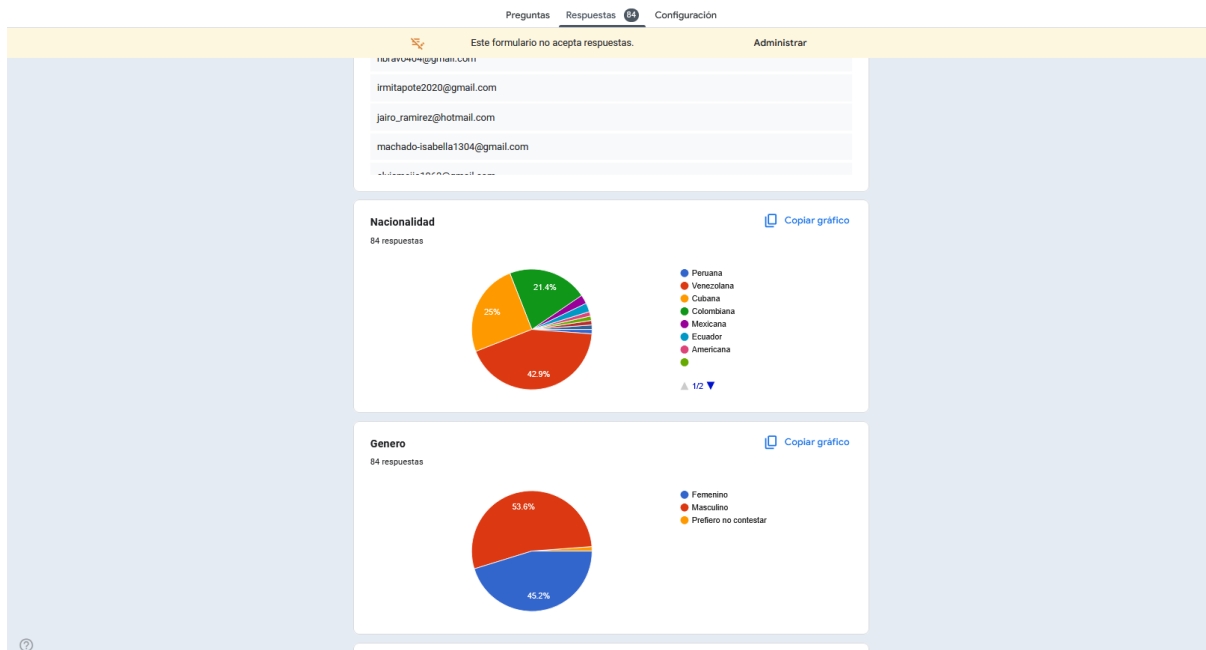 Preguntas Respuestas 84 Configuración
Este formulario no acepta respuestas. Administrar
irmitapote2020@gmail.com
jairo_ramirez@hotmail.com
machado-isabella1304@gmail.com
Nacionalidad Copiar gráfico
84 respuestas
21.4%
25%
42.9%
Peruana
Venezolana
Cubana
Colombiana
Mexicana
Ecuador
Americana
1/2
Genero Copiar gráfico
84 respuestas
53.6%
45.2%
Femenino
Masculino
Prefiero no contestar